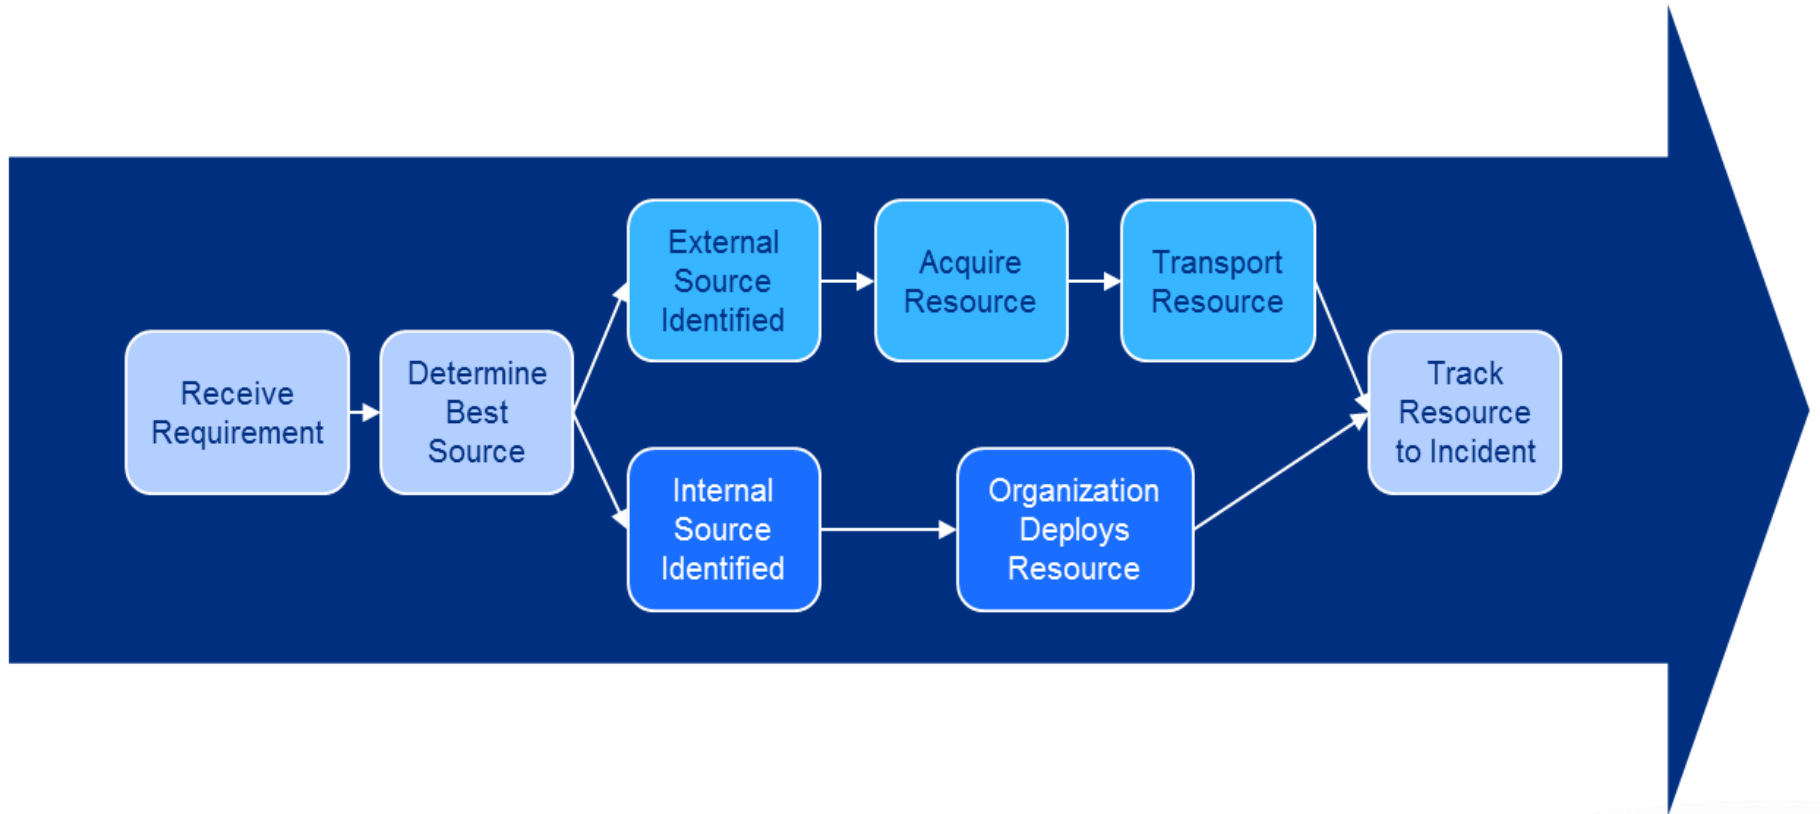 Receive
Requirement
Determine
Best
Source
External
Source
Identified
Acquire
Resource
Transport
Resource
Internal
Source
Identified
Organization
Deploys
Resource
Track
Resource
to Incident